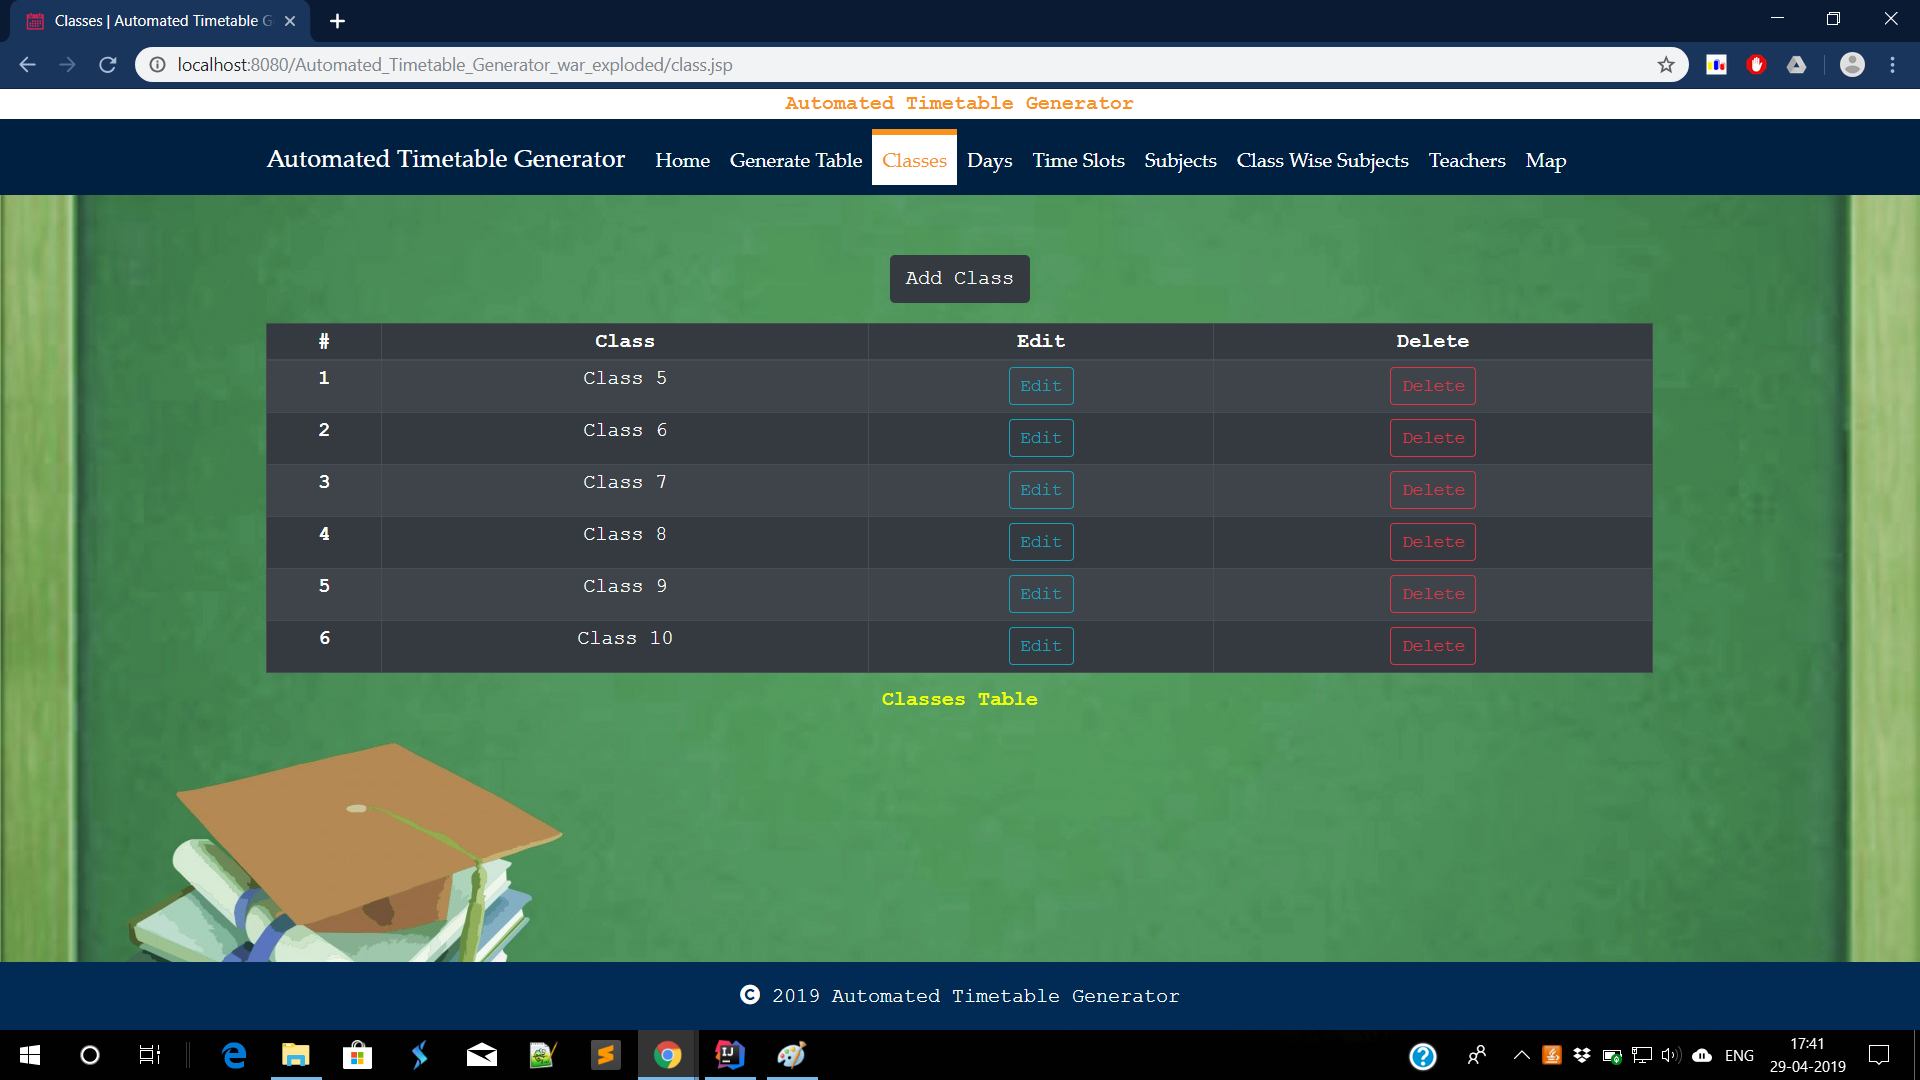 Classes | Automated Timetable G
localhost:8080/Automated_Timetable_Generator_war_exploded/class.jsp
Automated Timetable Generator
Automated Timetable Generator Home Generate Table Classes Days Time Slots Subjects Class Wise Subjects Teachers Map
Add Class
# Class Edit Delete
1 Class 5 Edit Delete
2 Class 6 Edit Delete
3 Class 7 Edit Delete
4 Class 8 Edit Delete
5 Class 9 Edit Delete
6 Class 10 Edit Delete
Classes Table
© 2019 Automated Timetable Generator
IJ
ENG
17:41
29-04-2019